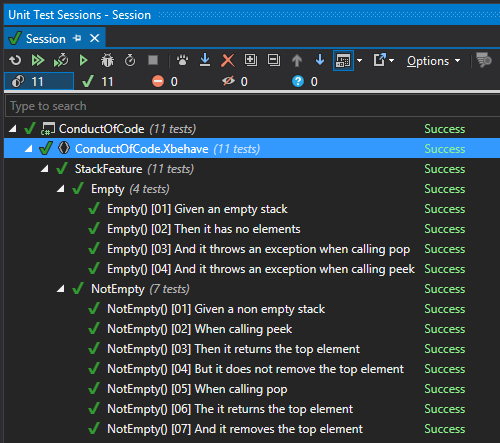 Unit Test Sessions - Session
Session
Options
11 11 0 0 0
Type to search
ConductOfCode (11 tests) Success
ConductOfCode.Xbehave (11 tests) Success
StackFeature (11 tests) Success
Empty (4 tests) Success
Empty() [01] Given an empty stack Success
Empty() [02] Then it has no elements Success
Empty() [03] And it throws an exception when calling pop Success
Empty() [04] And it throws an exception when calling peek Success
NotEmpty (7 tests) Success
NotEmpty() [01] Given a non empty stack Success
NotEmpty() [02] When calling peek Success
NotEmpty() [03] Then it returns the top element Success
NotEmpty() [04] But it does not remove the top element Success
NotEmpty() [05] When calling pop Success
NotEmpty() [06] The it returns the top element Success
NotEmpty() [07] And it removes the top element Success